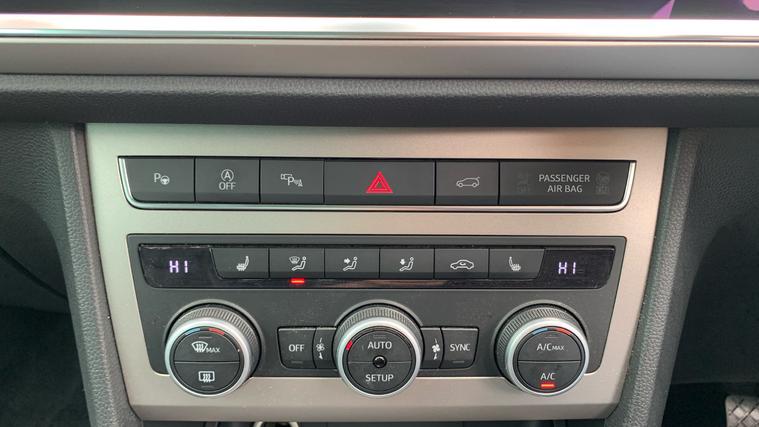 P
A
OFF
P
PASSENGER
AIR BAG
HI
HI
MAX
OFF
AUTO
SETUP
SYNC
A/C MAX
A/C